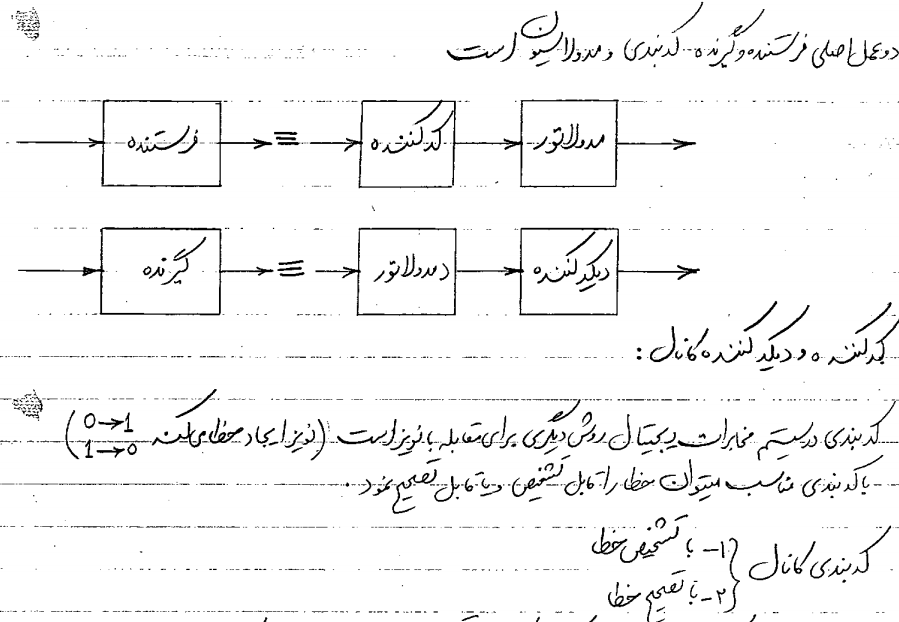 دو عمل اصلی فرستنده و گیرنده کدبندی و مدولاسیون است
فرستنده ≡ کدکننده مدولاتور
گیرنده ≡ دمدولاتور دیکدکننده
کدکننده و دیکدکننده کانال :
کدبندی در سیستم مخابرات دیجیتال روش دیگری برای مقابله با نویز است (نویز ایجاد خطا می‌کند 0→1
1→0)
با کدبندی مناسب میتوان خطا را قابل تشخیص و یا قابل تصحیح نمود .
کدبندی کانال { ۱- با تشخیص خطا
۲- با تصحیح خطا